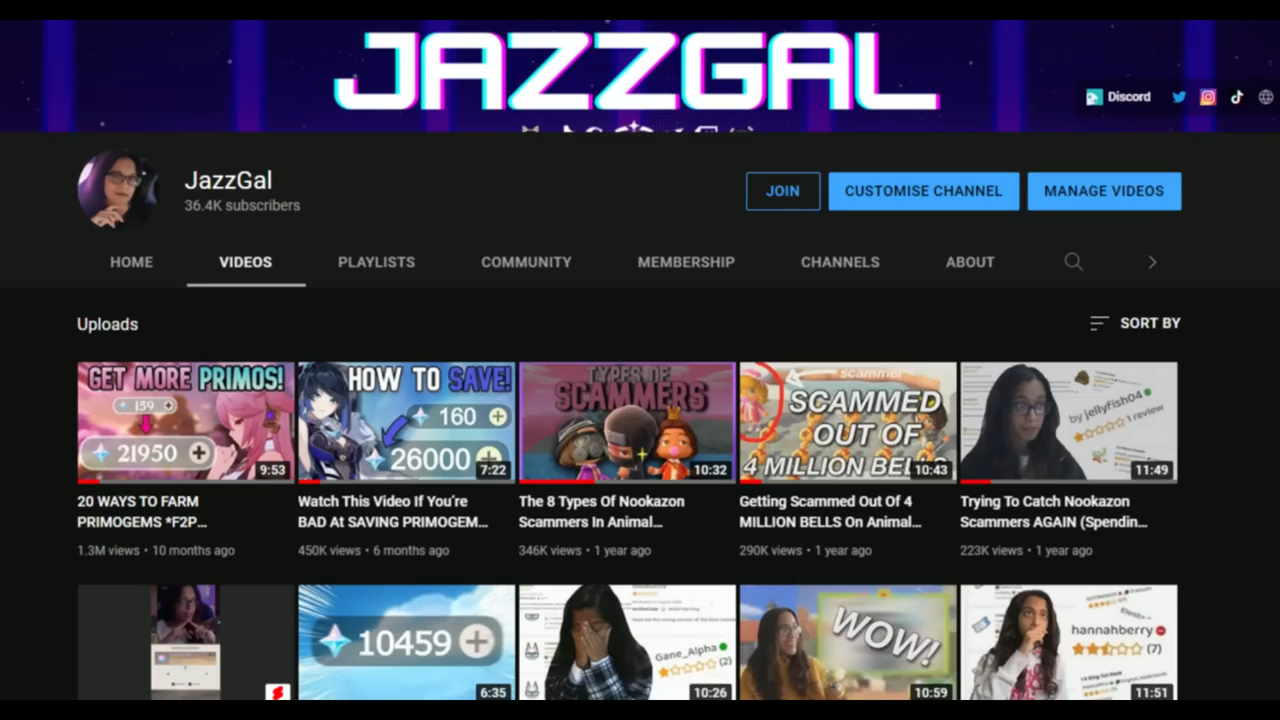 JAZZGAL
Discord
JazzGal
36.4K subscribers
JOIN
CUSTOMISE CHANNEL
MANAGE VIDEOS
HOME
VIDEOS
PLAYLISTS
COMMUNITY
MEMBERSHIP
CHANNELS
ABOUT
Uploads
SORT BY
GET MORE PRIMOS!
159
21950
9:53
HOW TO SAVE!
160
26000
7:22
TYPES OF
SCAMMERS
10:32
scammer
SCAMMED
OUT OF
4 MILLION BEL
10:43
by jellyfish04
1 review
11:49
20 WAYS TO FARM
PRIMOGEMS *F2P...
1.3M views • 10 months ago
Watch This Video If You're
BAD At SAVING PRIMOGEM...
450K views • 6 months ago
The 8 Types Of Nookazon
Scammers In Animal...
346K views • 1 year ago
Getting Scammed Out Of 4
MILLION BELLS On Animal...
290K views • 1 year ago
Trying To Catch Nookazon
Scammers AGAIN (Spendin...
223K views • 1 year ago
10459
6:35
Gane_Alpha
(2)
10:26
WOW!
10:59
hannahberry
(7)
11:51